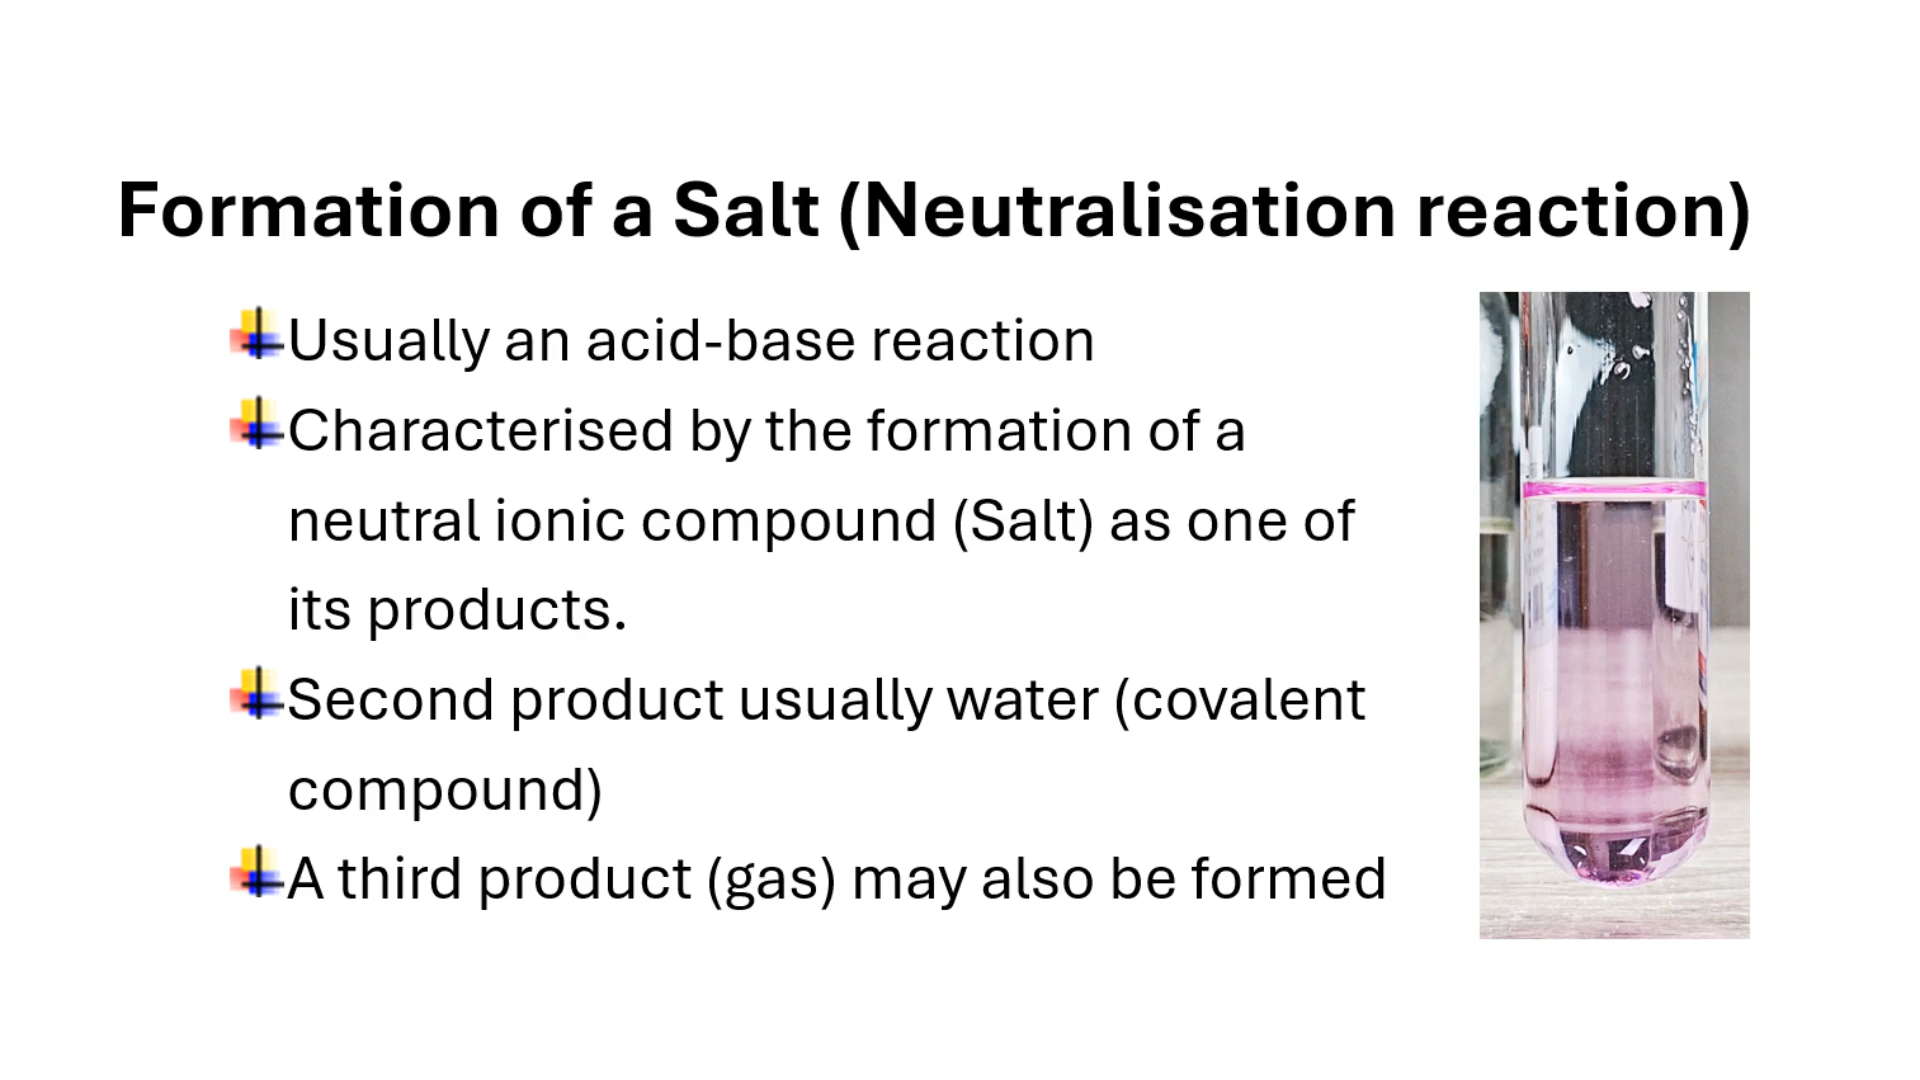 Formation of a Salt (Neutralisation reaction)
Usually an acid-base reaction
Characterised by the formation of a
neutral ionic compound (Salt) as one of
its products.
Second product usually water (covalent
compound)
A third product (gas) may also be formed